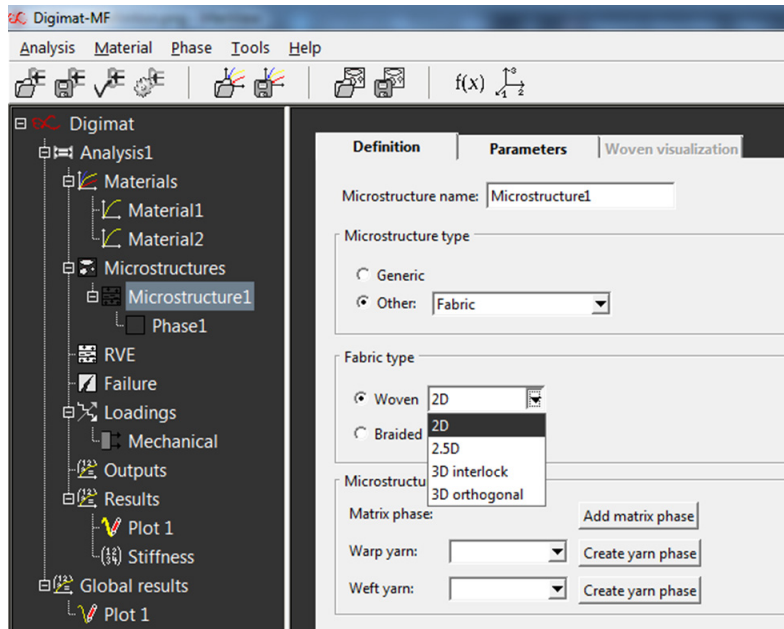 Digimat-MF
Analysis Material Phase Tools Help
f(x)
Digimat
Analysis1
Materials
Material1
Material2
Microstructures
Microstructure1
Phase1
RVE
Failure
Loadings
Mechanical
Outputs
Results
Plot 1
Stiffness
Global results
Plot 1
Definition Parameters Woven visualization
Microstructure name: Microstructure1
Microstructure type
Generic
Other: Fabric
Fabric type
Woven 2D
2D
2.5D
3D interlock
3D orthogonal
Braided
Microstructu
Matrix phase: Add matrix phase
Warp yarn: Create yarn phase
Weft yarn: Create yarn phase